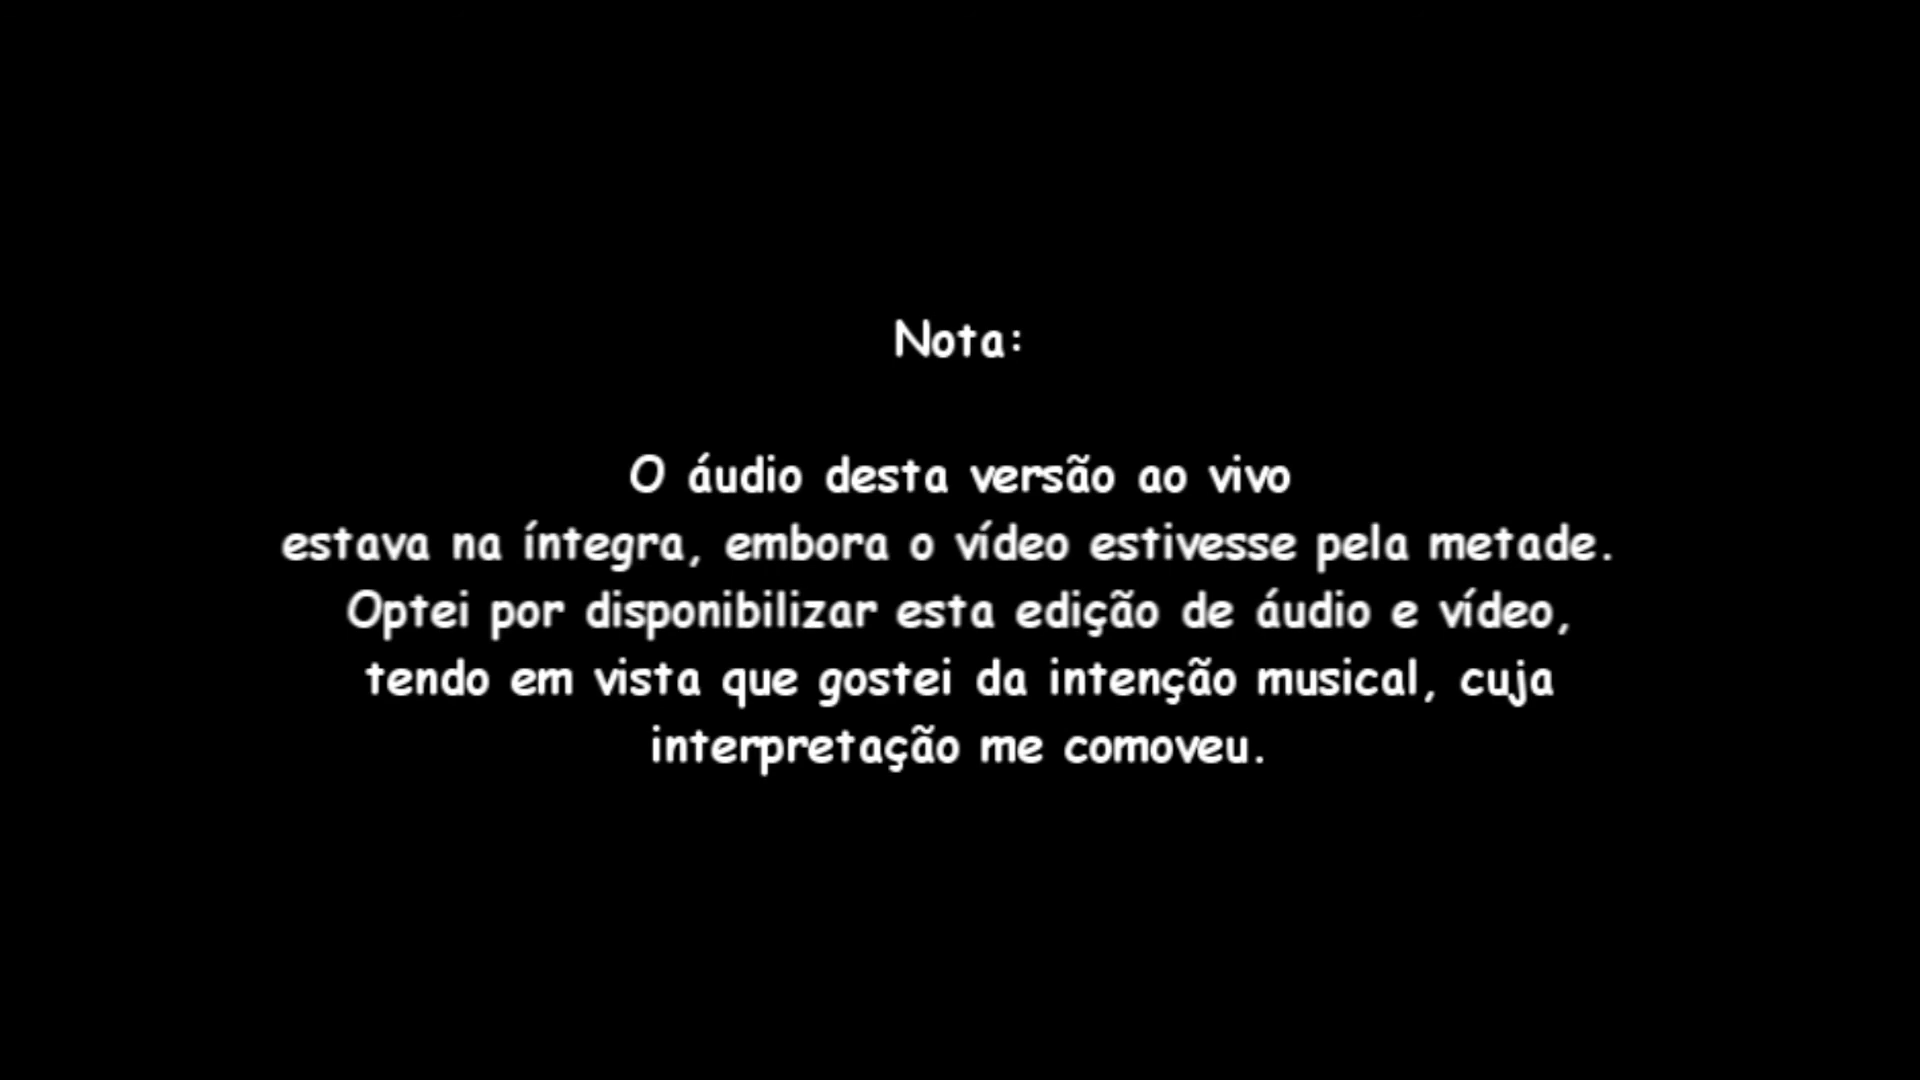 Nota:
O áudio desta versão ao vivo
estava na íntegra, embora o vídeo estivesse pela metade.
Optei por disponibilizar esta edição de áudio e vídeo,
tendo em vista que gostei da intenção musical, cuja
interpretação me comoveu.